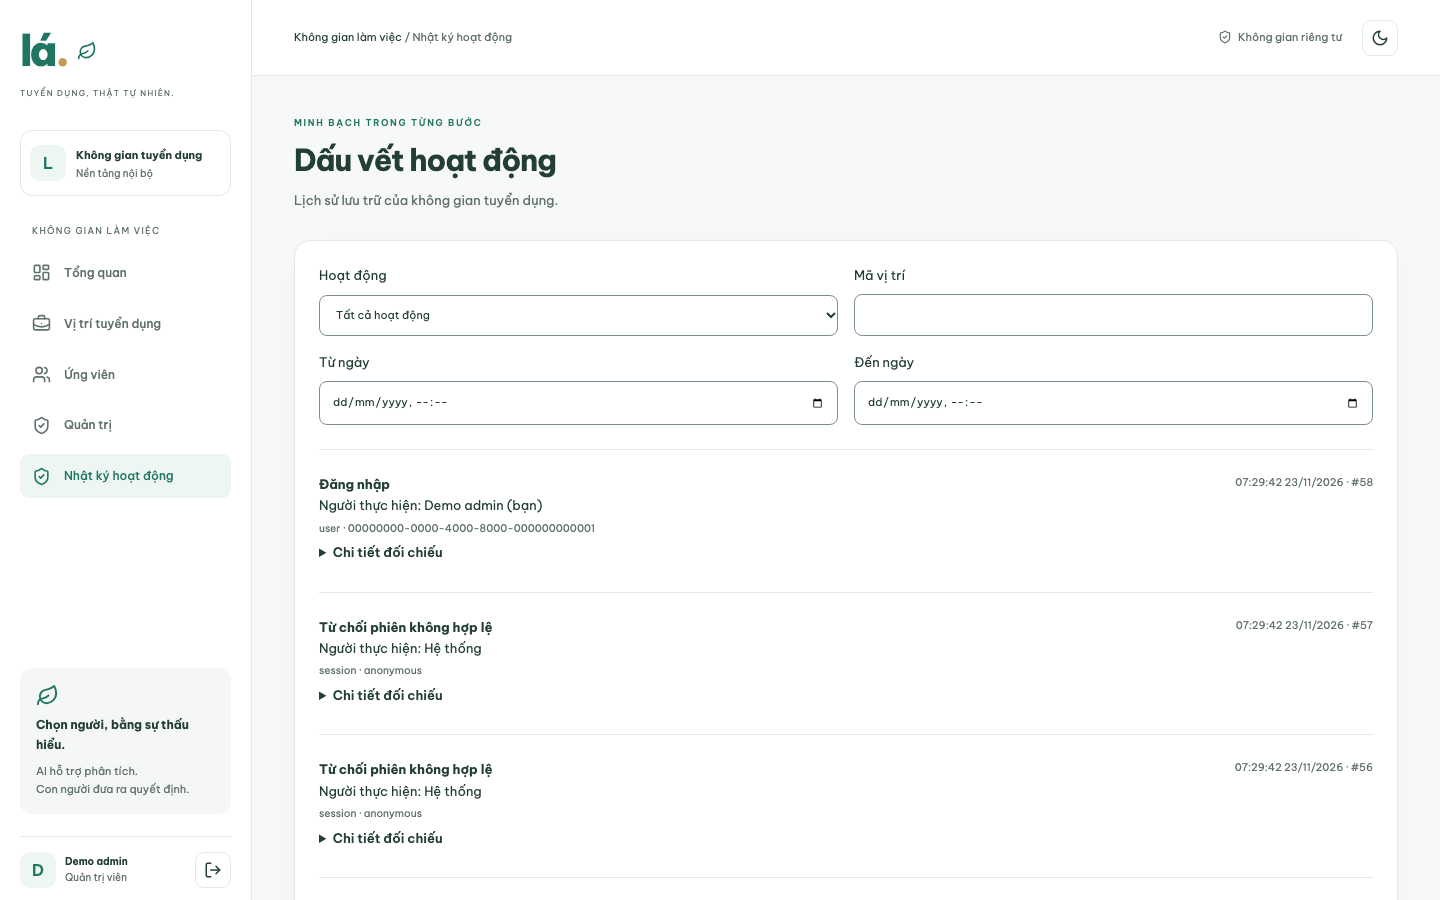 lá.
TUYỂN DỤNG, THẬT TỰ NHIÊN.
L
Không gian tuyển dụng
Nền tảng nội bộ
KHÔNG GIAN LÀM VIỆC
Tổng quan
Vị trí tuyển dụng
Ứng viên
Quản trị
Nhật ký hoạt động
Chọn người, bằng sự thấu
hiểu.
AI hỗ trợ phân tích.
Con người đưa ra quyết định.
D
Demo admin
Quản trị viên
Không gian làm việc / Nhật ký hoạt động
Không gian riêng tư
MINH BẠCH TRONG TỪNG BƯỚC
Dấu vết hoạt động
Lịch sử lưu trữ của không gian tuyển dụng.
Hoạt động
Tất cả hoạt động
Mã vị trí
Từ ngày
dd/mm/yyyy, --:--
Đến ngày
dd/mm/yyyy, --:--
Đăng nhập
07:29:42 23/11/2026 · #58
Người thực hiện: Demo admin (bạn)
user · 00000000-0000-4000-8000-000000000001
Chi tiết đối chiếu
Từ chối phiên không hợp lệ
07:29:42 23/11/2026 · #57
Người thực hiện: Hệ thống
session · anonymous
Chi tiết đối chiếu
Từ chối phiên không hợp lệ
07:29:42 23/11/2026 · #56
Người thực hiện: Hệ thống
session · anonymous
Chi tiết đối chiếu